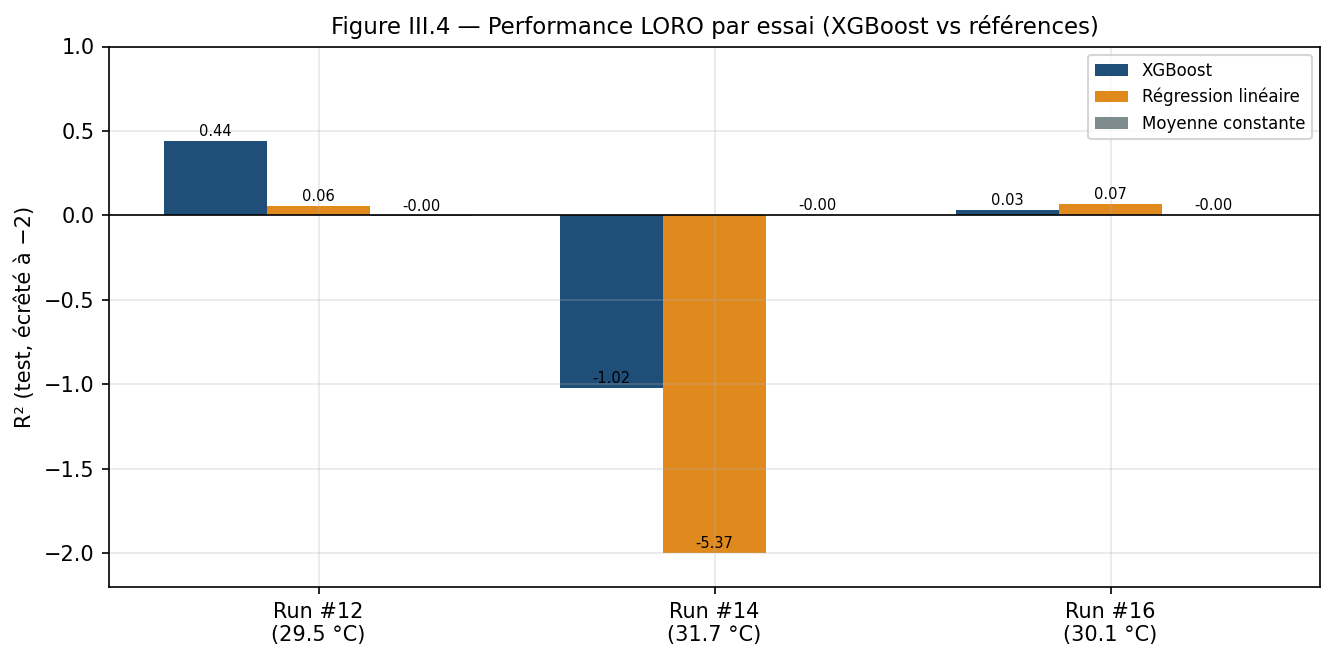 Figure III.4 — Performance LORO par essai (XGBoost vs références)
1.0
0.5
0.0
−0.5
−1.0
−1.5
−2.0
R² (test, écrêté à −2)
XGBoost
Régression linéaire
Moyenne constante
0.44
0.06
-0.00
-1.02
-5.37
-0.00
0.03
0.07
-0.00
Run #12
(29.5 °C)
Run #14
(31.7 °C)
Run #16
(30.1 °C)